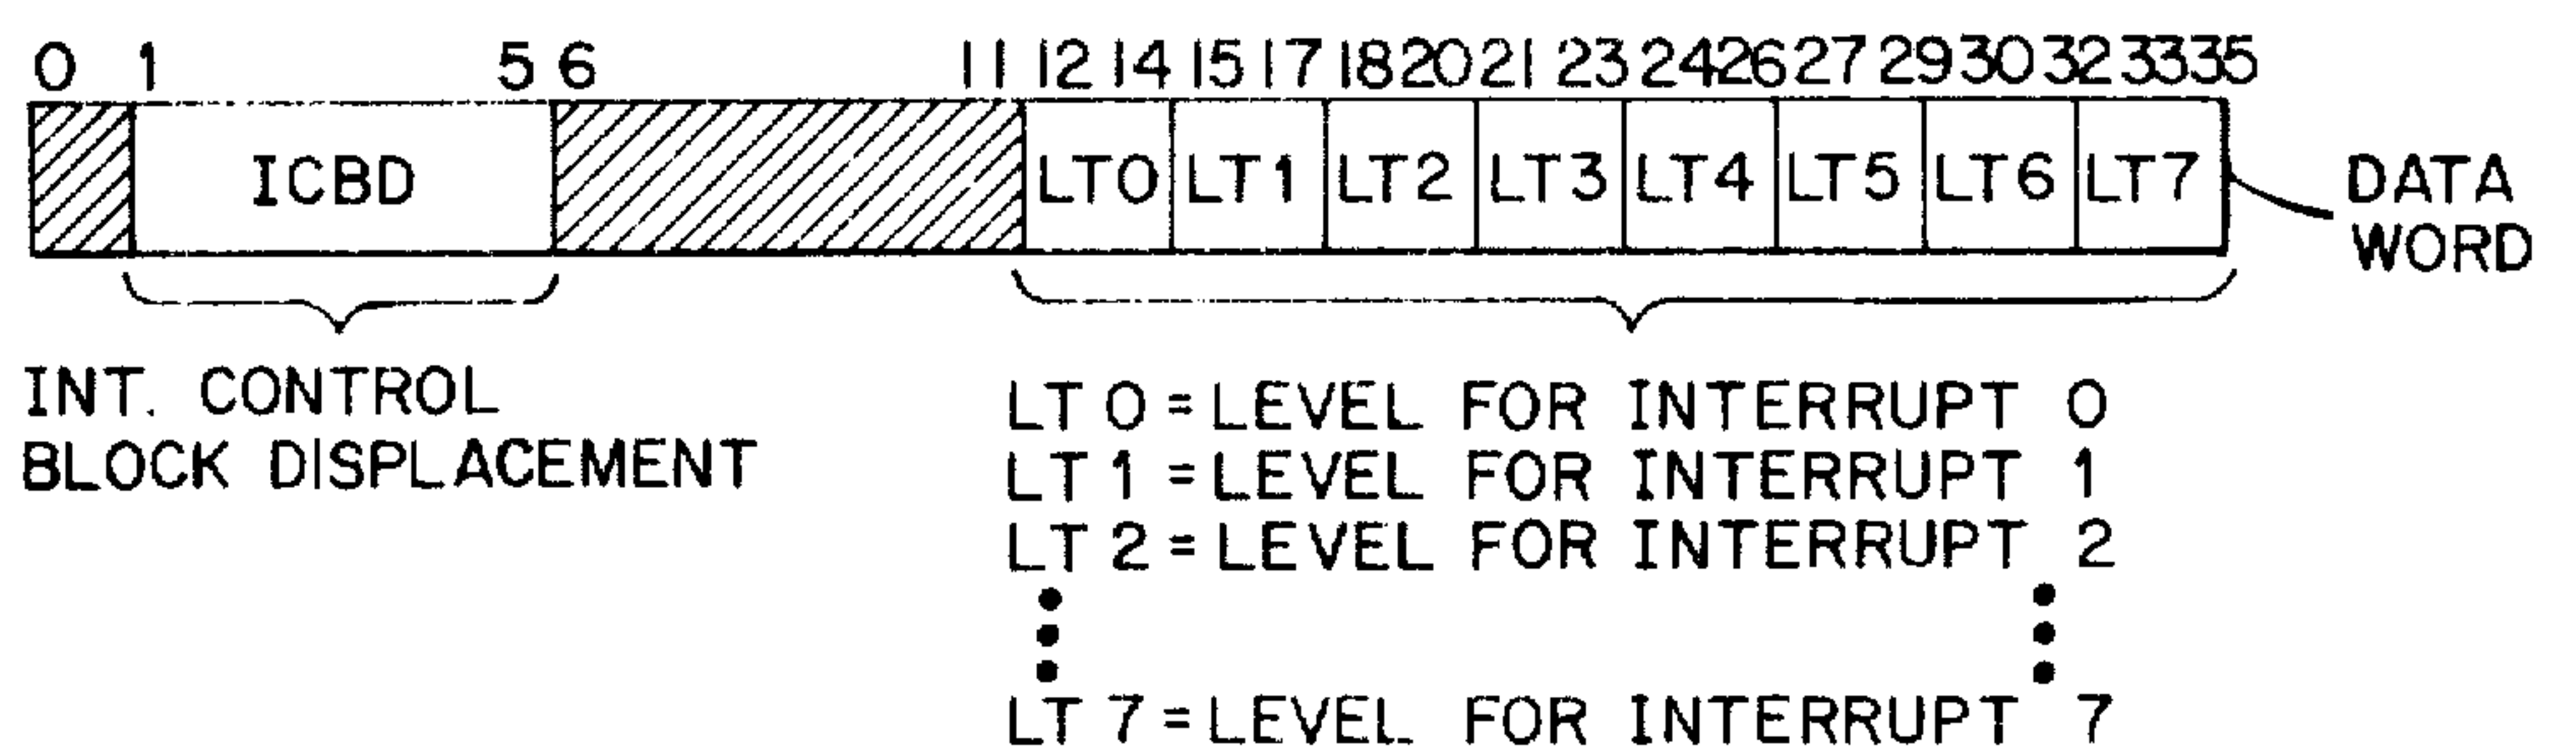 0 1 5 6 11 12 14 15 17 18 20 21 23 24 26 27 29 30 32 33 35
ICBD LT0 LT1 LT2 LT3 LT4 LT5 LT6 LT7
DATA
WORD
INT. CONTROL
BLOCK DISPLACEMENT
LT 0 = LEVEL FOR INTERRUPT 0
LT 1 = LEVEL FOR INTERRUPT 1
LT 2 = LEVEL FOR INTERRUPT 2
LT 7 = LEVEL FOR INTERRUPT 7